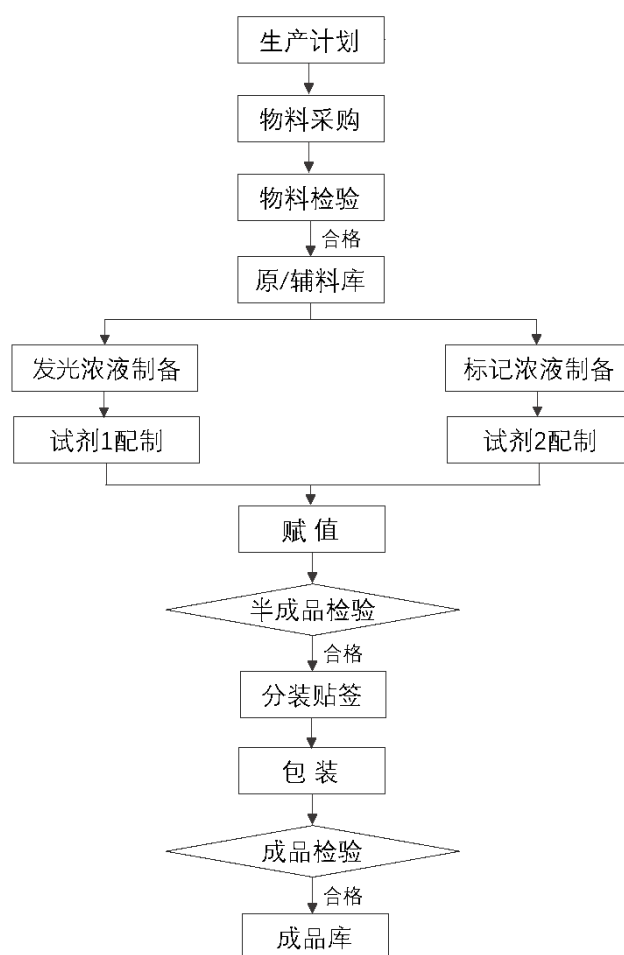 生产计划
物料采购
物料检验
合格
原/辅料库
发光浓液制备
标记浓液制备
试剂1配制
试剂2配制
赋 值
半成品检验
合格
分装贴签
包 装
成品检验
合格
成品库